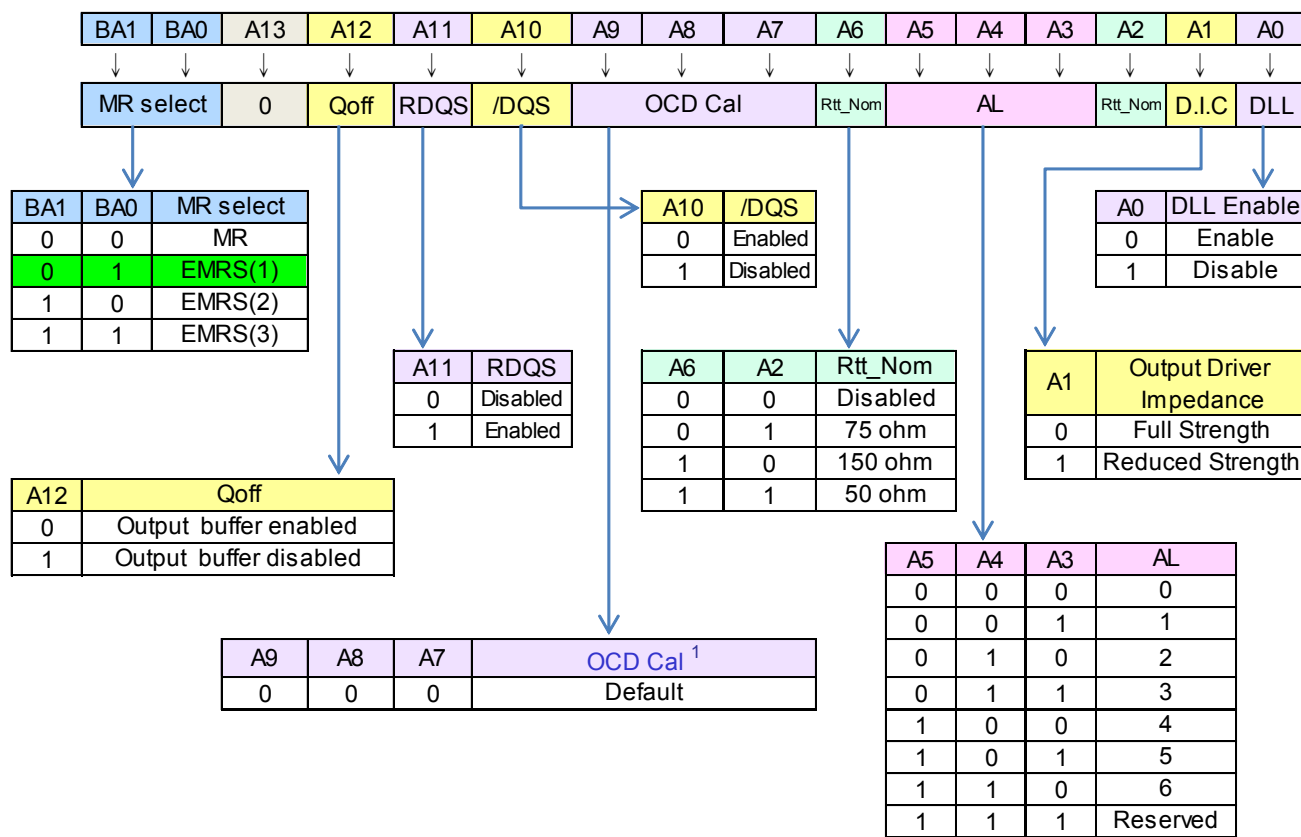 BA1 BA0 A13 A12 A11 A10 A9 A8 A7 A6 A5 A4 A3 A2 A1 A0
MR select 0 Qoff RDQS /DQS OCD Cal Rtt_Nom AL Rtt_Nom D.I.C DLL
BA1 BA0 MR select
0 0 MR
0 1 EMRS(1)
1 0 EMRS(2)
1 1 EMRS(3)
A10 /DQS
0 Enabled
1 Disabled
A0 DLL Enable
0 Enable
1 Disable
A11 RDQS
0 Disabled
1 Enabled
A6 A2 Rtt_Nom
0 0 Disabled
0 1 75 ohm
1 0 150 ohm
1 1 50 ohm
A1 Output Driver
Impedance
0 Full Strength
1 Reduced Strength
A12 Qoff
0 Output buffer enabled
1 Output buffer disabled
A5 A4 A3 AL
0 0 0 0
0 0 1 1
0 1 0 2
0 1 1 3
1 0 0 4
1 0 1 5
1 1 0 6
1 1 1 Reserved
A9 A8 A7 OCD Cal 1
0 0 0 Default